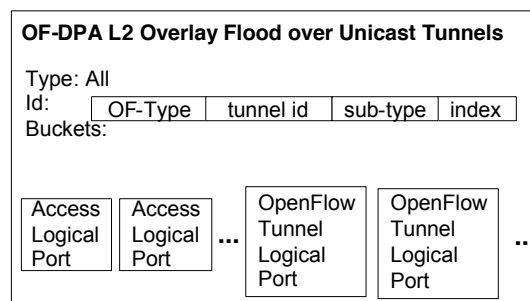 OF-DPA L2 Overlay Flood over Unicast Tunnels
Type: All
Id:
OF-Type tunnel id sub-type index
Buckets:
Access Logical Port
Access Logical Port
...
OpenFlow Tunnel Logical Port
OpenFlow Tunnel Logical Port
..